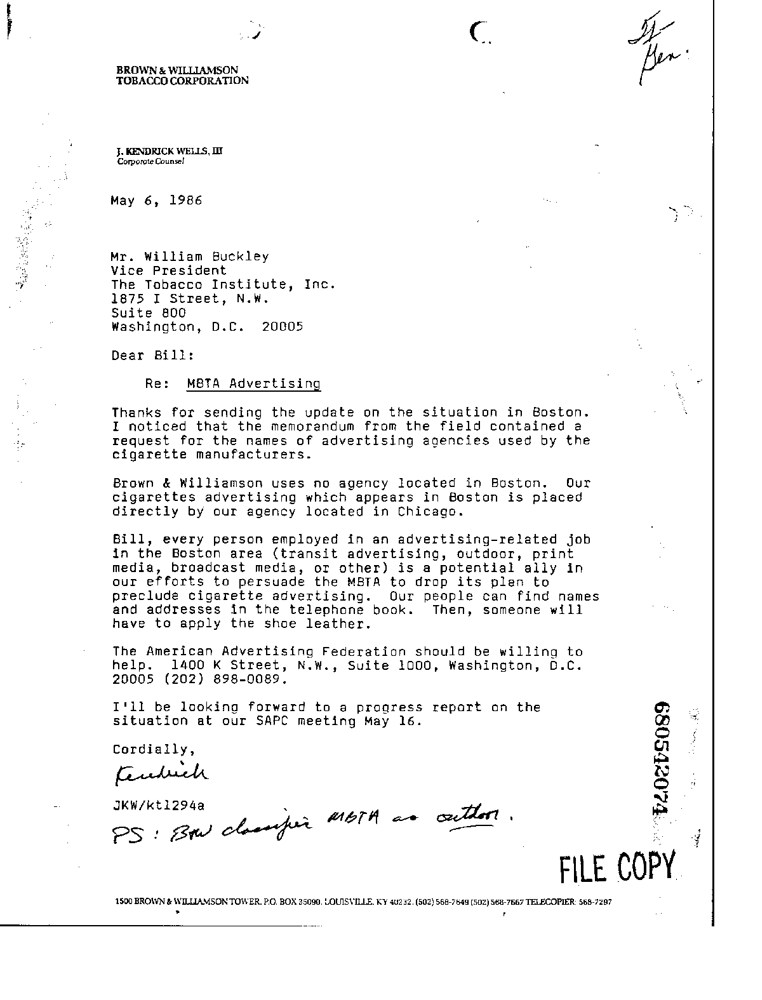 BROWN & WILLIAMSON
TOBACCO CORPORATION
J. KENDRICK WELLS, III
Corporate Counsel
May 6, 1986
Mr. William Buckley
Vice President
The Tobacco Institute, Inc.
1875 I Street, N.W.
Suite 800
Washington, D.C. 20005
Dear Bill:
Re: MBTA Advertising
Thanks for sending the update on the situation in Boston.
I noticed that the memorandum from the field contained a
request for the names of advertising agencies used by the
cigarette manufacturers.
Brown & Williamson uses no agency located in Boston. Our
cigarettes advertising which appears in Boston is placed
directly by our agency located in Chicago.
Bill, every person employed in an advertising-related job
in the Boston area (transit advertising, outdoor, print
media, broadcast media, or other) is a potential ally in
our efforts to persuade the MBTA to drop its plan to
preclude cigarette advertising. Our people can find names
and addresses in the telephone book. Then, someone will
have to apply the shoe leather.
The American Advertising Federation should be willing to
help. 1400 K Street, N.W., Suite 1000, Washington, D.C.
20005 (202) 898-0089.
I'll be looking forward to a progress report on the
situation at our SAPC meeting May 16.
Cordially,
Kendrick
JKW/kt1294a
PS: B&W classifies MBTA as outdoor.
680542074
FILE COPY
1500 BROWN & WILLIAMSON TOWER, P.O. BOX 35090, LOUISVILLE, KY 40232, (502) 568-7649 (502) 568-7667 TELECOPIER: 568-7297